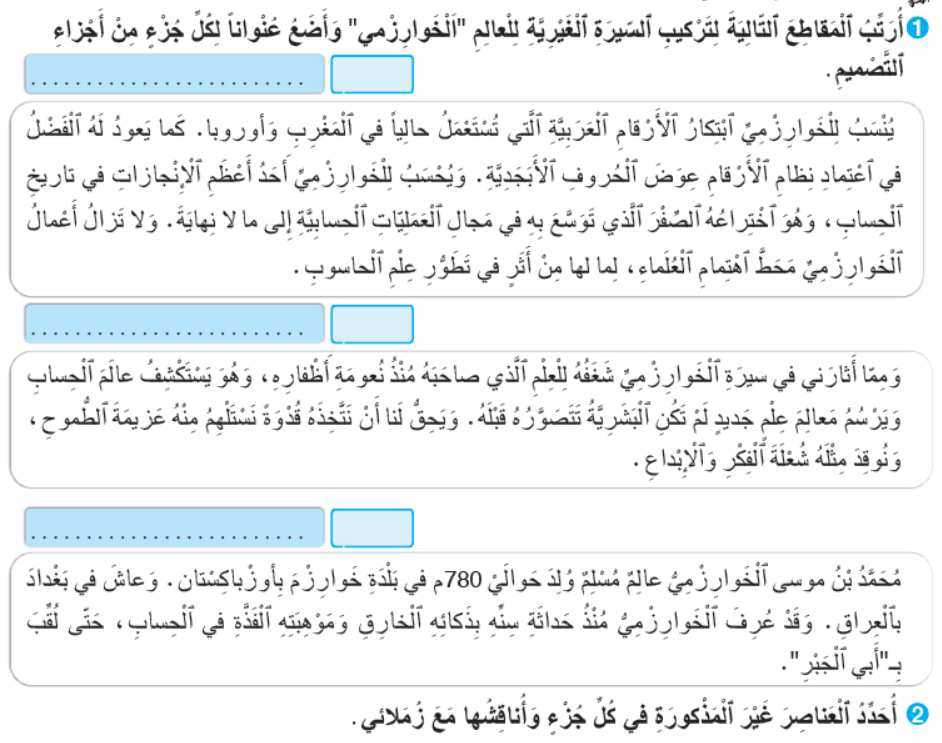 1 أُرَتِّبُ ٱلْمَقاطِعَ ٱلتّالِيَةَ لِتَرْكيبِ ٱلسّيرَةِ ٱلْغَيْرِيَّةِ لِلْعالِمِ "اَلْخَوارِزْمي" وَأَضَعُ عُنْواناً لِكُلِّ جُزْءٍ مِنْ أَجْزاءِ
ٱلتَّصْميمِ.
..........................
يُنْسَبُ لِلْخَوارِزْمِيِّ ٱبْتِكارُ ٱلْأَرْقامِ ٱلْعَرَبِيَّةِ ٱلَّتي تُسْتَعْمَلُ حالِياً في ٱلْمَغْرِبِ وَأوروبا. كَما يَعودُ لَهُ ٱلْفَضْلُ
في ٱعْتِمادِ نظامِ ٱلْأَرْقامِ عِوَضَ ٱلْحُروفِ ٱلْأَبَجَدِيَّةِ. وَيُحْسَبُ لِلْخَوارِزْمِيِّ أَحَدُ أَعْظَمِ ٱلْإِنْجازاتِ في تاريخِ
ٱلْحِسابِ، وَهُوَ ٱخْتِراعُهُ ٱلصِّفْرَ ٱلَّذي تَوَسَّعَ بِهِ في مَجالِ ٱلْعَمَلِيّاتِ ٱلْحِسابِيَّةِ إِلى ما لا نِهايَةَ. وَلا تَزالُ أَعْمالُ
ٱلْخَوارِزْمِيِّ مَحَطَّ ٱهْتِمامِ ٱلْعُلَماءِ، لِما لها مِنْ أَثَرٍ في تَطَوُّرِ عِلْمِ ٱلْحاسوبِ.
..........................
وَمِمّا أَثارَني في سيرَةِ ٱلْخَوارِزْمِيِّ شَغَفُهُ لِلْعِلْمِ ٱلَّذي صاحَبَهُ مُنْذُ نُعومَةِ أَظْفارِهِ، وَهُوَ يَسْتَكْشِفُ عالَمَ ٱلْحِسابِ
وَيَرْسُمُ مَعالِمَ عِلْمٍ جَديدٍ لَمْ تَكُنِ ٱلْبَشَرِيَّةُ تَتَصَوَّرُهُ قَبْلَهُ. وَيَحِقُّ لَنا أَنْ نَتَّخِذَهُ قُدْوَةً نَسْتَلْهِمُ مِنْهُ عَزيمَةَ ٱلطُّموحِ،
وَنُوقِدَ مِثْلَهُ شُعْلَةَ ٱلْفِكْرِ وَٱلْإِبْداعِ.
..........................
مُحَمَّدُ بْنُ موسى ٱلْخَوارِزْمِيُّ عالِمٌ مُسْلِمٌ وُلِدَ حَوالَيْ 780م في بَلْدَةِ خَوارِزْمَ بِأوزْباكِسْتان. وَعاشَ في بَغْدادَ
بِٱلْعِراقِ. وَقَدْ عُرِفَ ٱلْخَوارِزْمِيُّ مُنْذُ حَداثَةِ سِنِّهِ بِذَكائِهِ ٱلْخارِقِ وَمَوْهِبَتِهِ ٱلْفَذَّةِ في ٱلْحِسابِ، حَتّى لُقِّبَ
بِـ"أَبي ٱلْجَبْرِ".
2 أُحَدِّدُ ٱلْعَناصِرَ غَيْرَ ٱلْمَذْكورَةِ في كُلِّ جُزْءٍ وَأُناقِشُها مَعَ زُمَلائي.